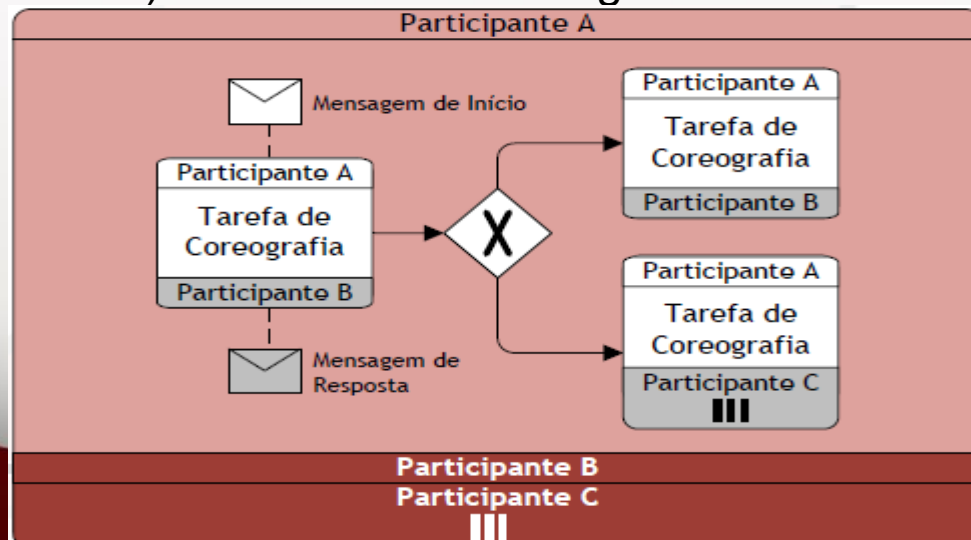 Participante A
Mensagem de Início
Participante A
Tarefa de
Coreografia
Participante B
Mensagem de
Resposta
X
Participante A
Tarefa de
Coreografia
Participante B
Participante A
Tarefa de
Coreografia
Participante C
Participante B
Participante C